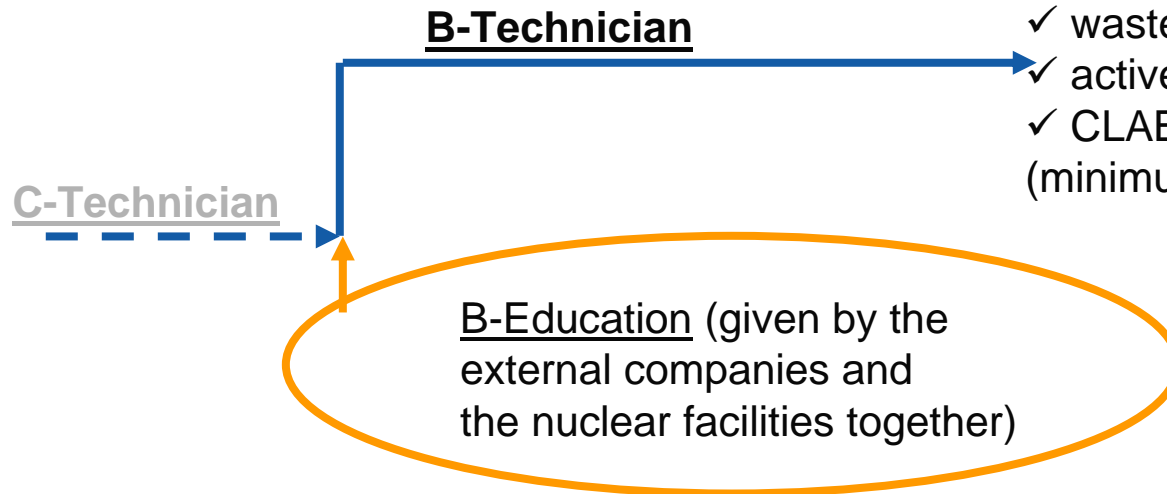 B-Technician
✓ waste
✓ active
✓ CLAB
(minimu
C-Technician
B-Education (given by the
external companies and
the nuclear facilities together)